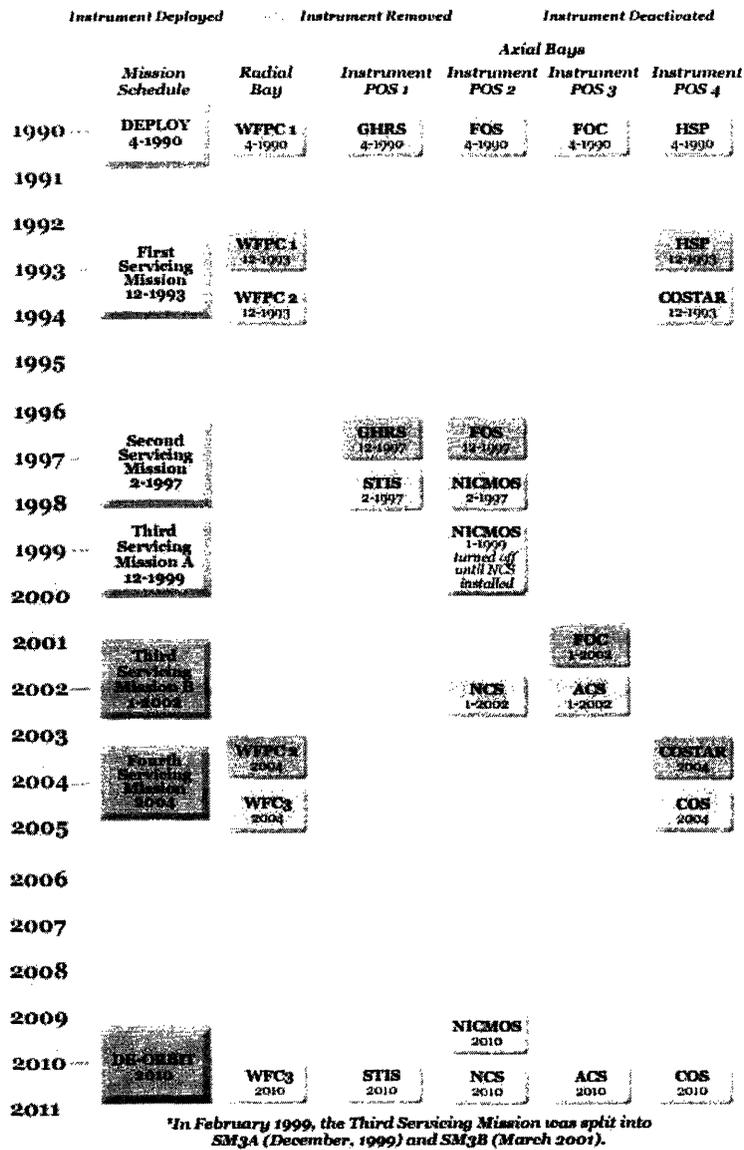 Instrument Deployed Instrument Removed Instrument Deactivated
Axial Bays
Mission Radial Instrument Instrument Instrument Instrument
Schedule Bay POS 1 POS 2 POS 3 POS 4
1990 DEPLOY WFPC 1 GHRS FOS FOC HSP
4-1990 4-1990 4-1990 4-1990 4-1990 4-1990
1991
1992
First Servicing Mission 12-1993
WFPC 1 HSP
12-1993 12-1993
1993
WFPC 2 COSTAR
12-1993 12-1993
1994
1995
1996
Second Servicing Mission 2-1997
GHRS FOS
12-1997 12-1997
1997
STIS NICMOS
2-1997 2-1997
1998
Third Servicing Mission A 12-1999
NICMOS
1-1999
turned off
until NCS
installed
1999
2000
2001
Third Servicing Mission B 1-2002
FOC
1-2002
2002
NCS ACS
1-2002 1-2002
2003
Fourth Servicing Mission 2004
WFPC 2 COSTAR
2004 2004
2004
WFC3 COS
2004 2004
2005
2006
2007
2008
2009
NICMOS
2010
2010
DE-ORBIT
2010
WFC3 STIS NCS ACS COS
2010 2010 2010 2010 2010
2011
*In February 1999, the Third Servicing Mission was split into
SM3A (December, 1999) and SM3B (March 2001).